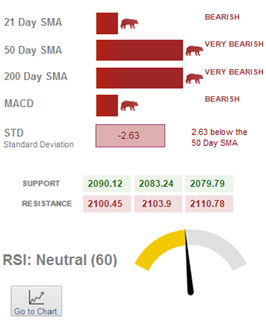 21 Day SMA BEARISH
50 Day SMA VERY BEARISH
200 Day SMA VERY BEARISH
MACD BEARISH
STD -2.63 2.63 below the
Standard Deviation 50 Day SMA
SUPPORT 2090.12 2083.24 2079.79
RESISTANCE 2100.45 2103.9 2110.78
RSI: Neutral (60)
Go to Chart